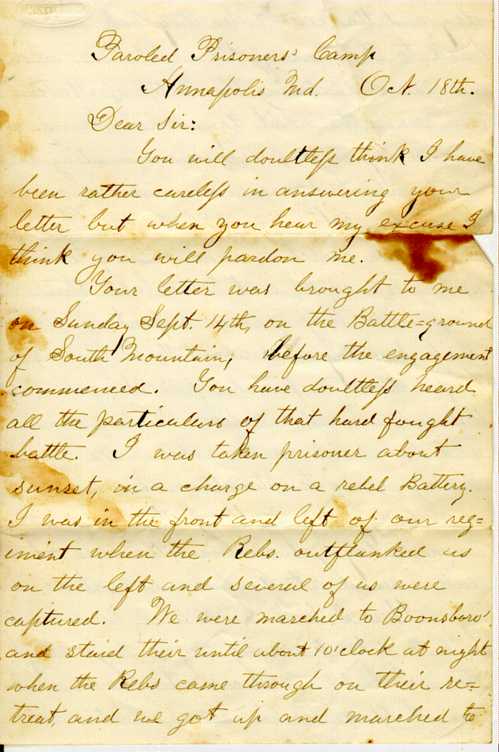 Paroled Prisoners' Camp
Annapolis Md. Oct. 18th.
Dear Sir:
You will doubtless think I have
been rather careless in answering your
letter but when you hear my excuse I
think you will pardon me.
Your letter was brought to me
on Sunday Sept. 14th, on the Battle=ground
of South Mountain, before the engagement
commenced. You have doubtless heard
all the particulars of that hard fought
battle. I was taken prisoner about
sunset, in a charge on a rebel Battery.
I was in the front and left of our reg=
iment when the Rebs. outflanked us
on the left and several of us were
captured. We were marched to Boonsboro'
and staid their until about 1 o'clock at night
when the Rebs came through on their re=
treat, and we got up and marched to